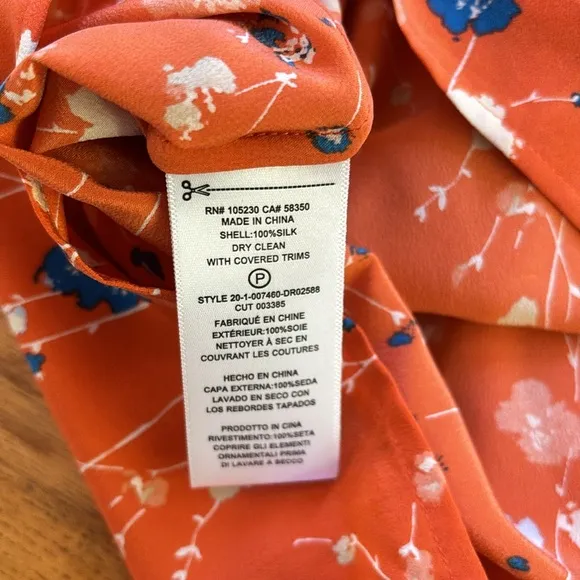 RN# 105230 CA# 58350
MADE IN CHINA
SHELL:100%SILK
DRY CLEAN
WITH COVERED TRIMS
P
STYLE 20-1-007460-DR02588
CUT 003385
FABRIQUÉ EN CHINE
EXTÉRIEUR:100%SOIE
NETTOYER À SEC EN
COUVRANT LES COUTURES
HECHO EN CHINA
CAPA EXTERNA:100%SEDA
LAVADO EN SECO CON
LOS REBORDES TAPADOS
PRODOTTO IN CINA
RIVESTIMENTO:100%SETA
COPRIRE GLI ELEMENTI
ORNAMENTALI PRIMA
DI LAVARE A SECCO